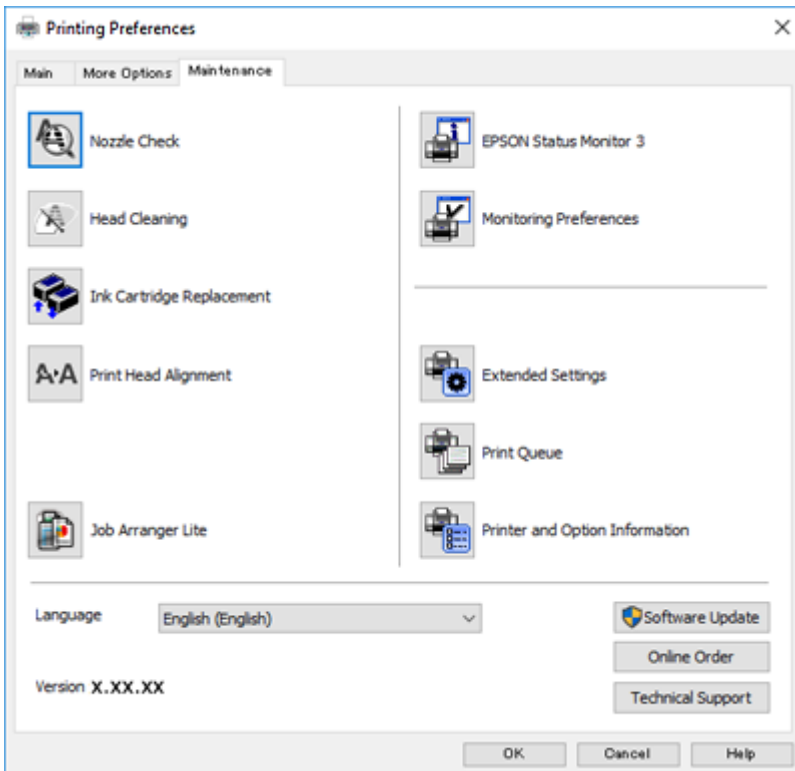 Printing Preferences
Main
More Options
Maintenance
Nozzle Check
Head Cleaning
Ink Cartridge Replacement
A·A Print Head Alignment
Job Arranger Lite
EPSON Status Monitor 3
Monitoring Preferences
Extended Settings
Print Queue
Printer and Option Information
Language
English (English)
Software Update
Online Order
Version X.XX.XX
Technical Support
OK
Cancel
Help